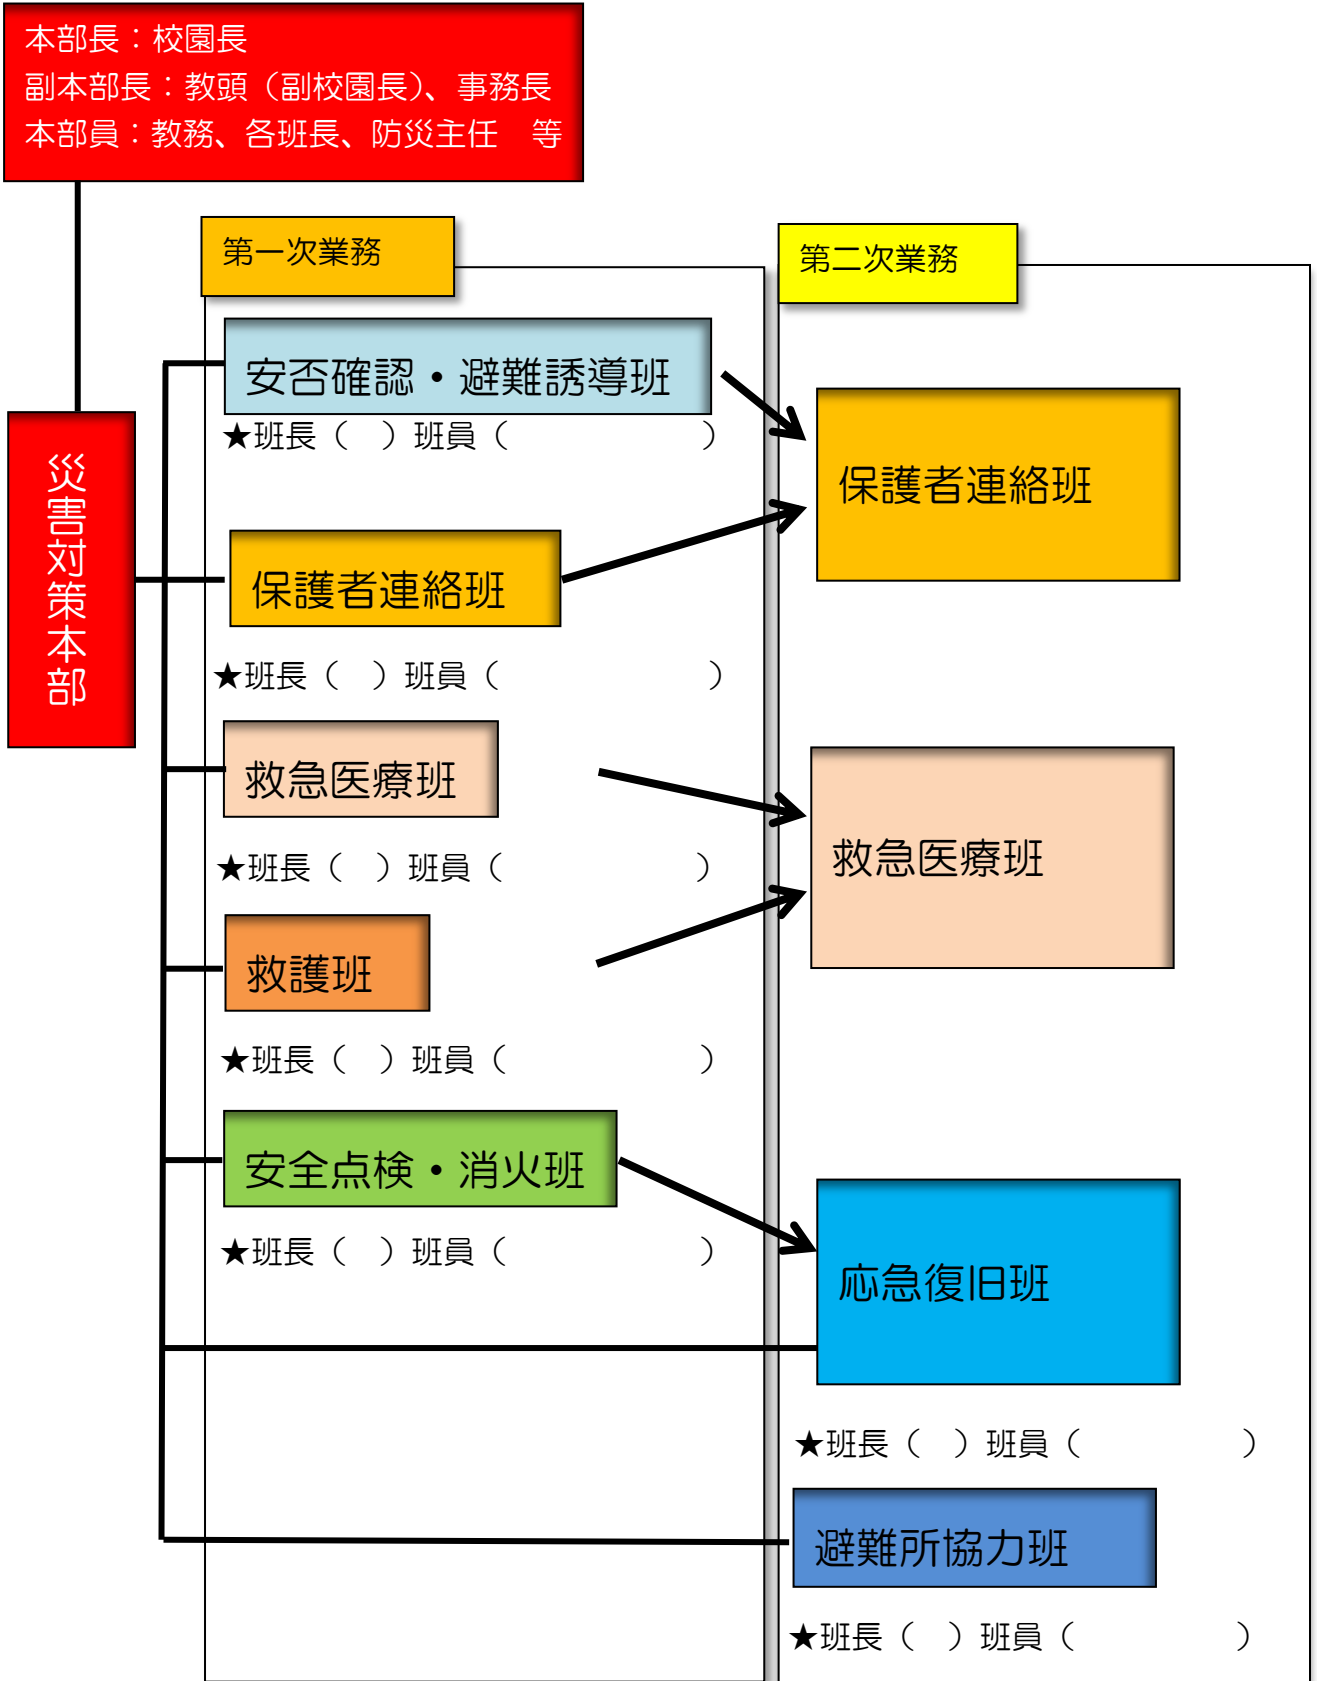 本部長：校園長
副本部長：教頭（副校園長）、事務長
本部員：教務、各班長、防災主任　等
災害対策本部
第一次業務
安否確認・避難誘導班
★班長（　）班員（　　　　　　）
保護者連絡班
★班長（　）班員（　　　　　　）
救急医療班
★班長（　）班員（　　　　　　）
救護班
★班長（　）班員（　　　　　　）
安全点検・消火班
★班長（　）班員（　　　　　　）
第二次業務
保護者連絡班
救急医療班
応急復旧班
★班長（　）班員（　　　　　）
避難所協力班
★班長（　）班員（　　　　　）